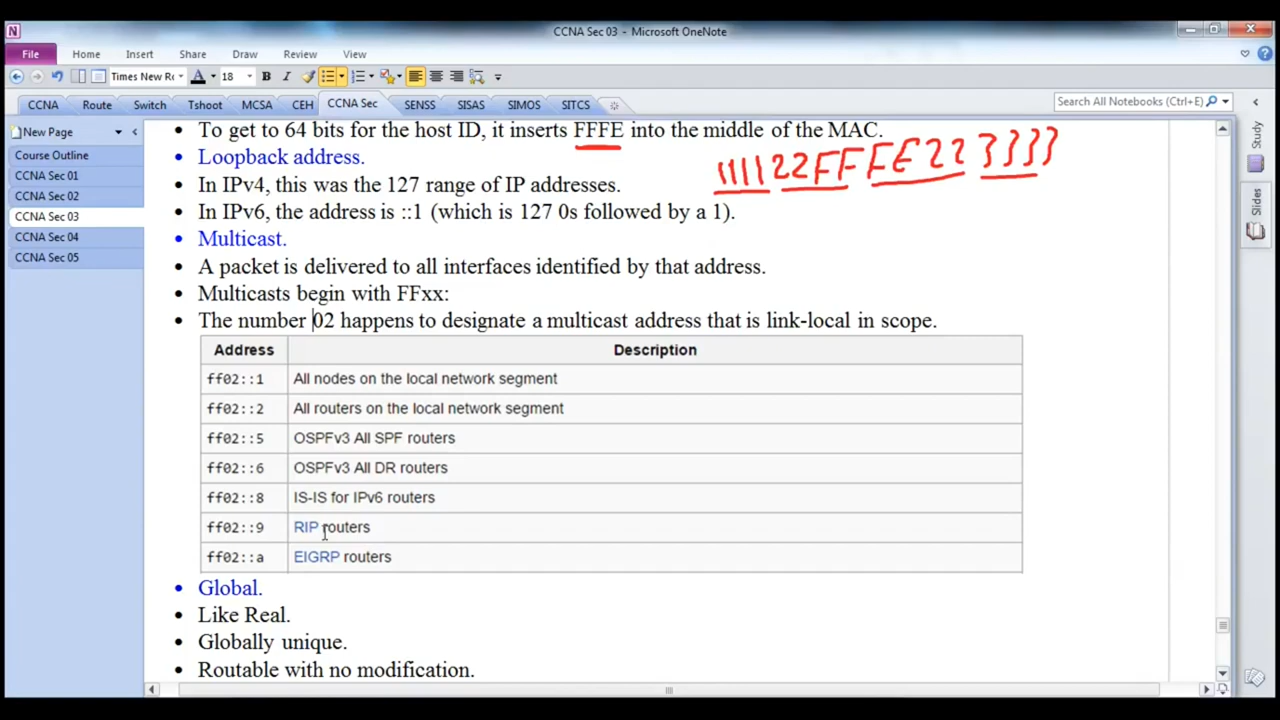 CCNA Sec 03 - Microsoft OneNote
File Home Insert Share Draw Review View
Times New Ro 18 B I A
CCNA Route Switch Tshoot MCSA CEH CCNA Sec SENSS SISAS SIMOS SITCS
Search All Notebooks (Ctrl+E)
New Page
Course Outline
CCNA Sec 01
CCNA Sec 02
CCNA Sec 03
CCNA Sec 04
CCNA Sec 05
• To get to 64 bits for the host ID, it inserts FFFE into the middle of the MAC.
111122FFFE223333
• Loopback address.
• In IPv4, this was the 127 range of IP addresses.
• In IPv6, the address is ::1 (which is 127 0s followed by a 1).
• Multicast.
• A packet is delivered to all interfaces identified by that address.
• Multicasts begin with FFxx:
• The number 02 happens to designate a multicast address that is link-local in scope.
Address Description
ff02::1 All nodes on the local network segment
ff02::2 All routers on the local network segment
ff02::5 OSPFv3 All SPF routers
ff02::6 OSPFv3 All DR routers
ff02::8 IS-IS for IPv6 routers
ff02::9 RIP routers
ff02::a EIGRP routers
• Global.
• Like Real.
• Globally unique.
• Routable with no modification.
Study
Slides